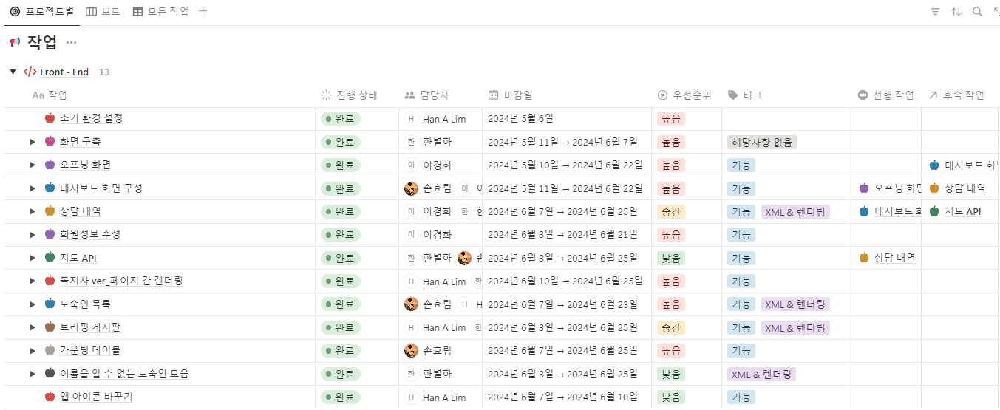 프로젝트별 보드 모든 작업
작업
Front - End 13
Aa 작업 진행 상태 담당자 마감일 우선순위 태그 선행 작업 후속 작업
초기 환경 설정 완료 H Han A Lim 2024년 5월 6일 높음
화면 구축 완료 한 한별하 2024년 5월 11일 → 2024년 6월 7일 높음 해당사항 없음
오프닝 화면 완료 이 이경화 2024년 5월 10일 → 2024년 6월 22일 높음 기능 대시보드
대시보드 화면 구성 완료 손효림 이 2024년 5월 11일 → 2024년 6월 22일 높음 기능 오프닝 상담 내역
상담 내역 완료 이 이경화 한 2024년 6월 7일 → 2024년 6월 25일 중간 기능 XML & 렌더링 대시보드 지도 API
회원정보 수정 완료 이 이경화 2024년 6월 3일 → 2024년 6월 21일 높음 기능
지도 API 완료 한 한별하 2024년 6월 3일 → 2024년 6월 25일 낮음 기능 상담 내역
복지사 ver_페이지 간 렌더링 완료 H Han A Lim 한 2024년 6월 10일 → 2024년 6월 25일 높음 기능
노숙인 목록 완료 손효림 H 2024년 6월 7일 → 2024년 6월 23일 높음 기능 XML & 렌더링
브리핑 게시판 완료 H Han A Lim 한 2024년 6월 3일 → 2024년 6월 25일 중간 기능 XML & 렌더링
카운팅 테이블 완료 손효림 2024년 6월 7일 → 2024년 6월 25일 높음 기능
이름을 알 수 없는 노숙인 모음 완료 한 한별하 2024년 6월 3일 → 2024년 6월 25일 낮음 XML & 렌더링
앱 아이콘 바꾸기 완료 H Han A Lim 2024년 6월 7일 → 2024년 6월 10일 낮음 기능